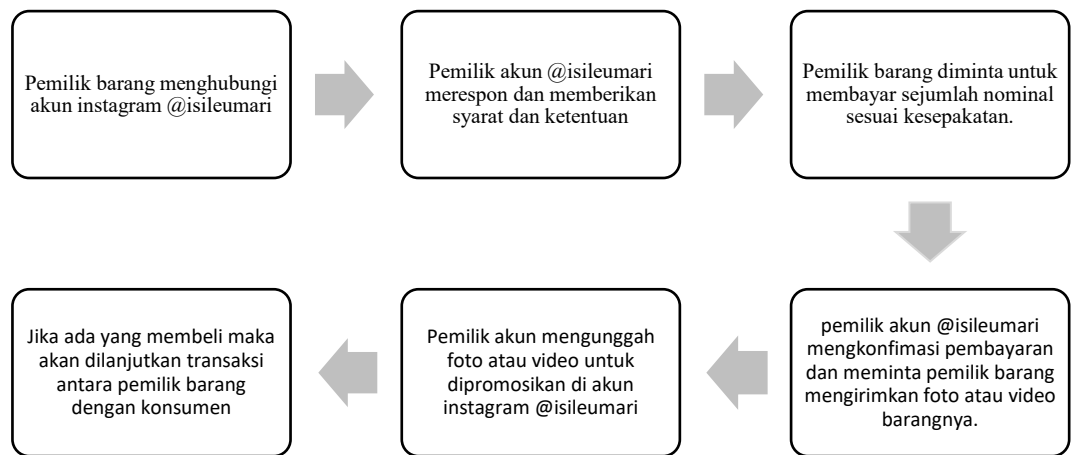 Pemilik barang menghubungi
akun instagram @isileumari
Pemilik akun @isileumari
merespon dan memberikan
syarat dan ketentuan
Pemilik barang diminta untuk
membayar sejumlah nominal
sesuai kesepakatan.
pemilik akun @isileumari
mengkonfimasi pembayaran
dan meminta pemilik barang
mengirimkan foto atau video
barangnya.
Pemilik akun mengunggah
foto atau video untuk
dipromosikan di akun
instagram @isileumari
Jika ada yang membeli maka
akan dilanjutkan transaksi
antara pemilik barang
dengan konsumen